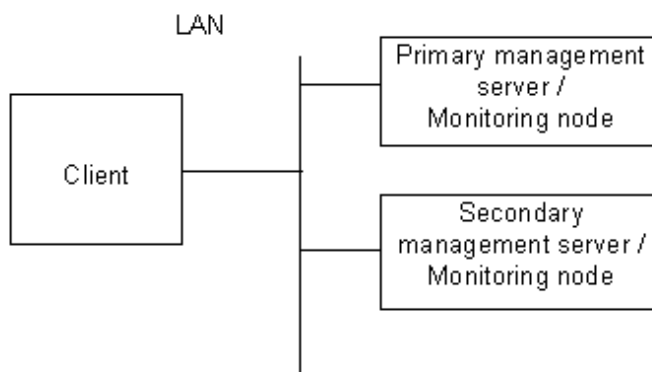 LAN
Primary management
server /
Monitoring node
Client
Secondary
management server /
Monitoring node